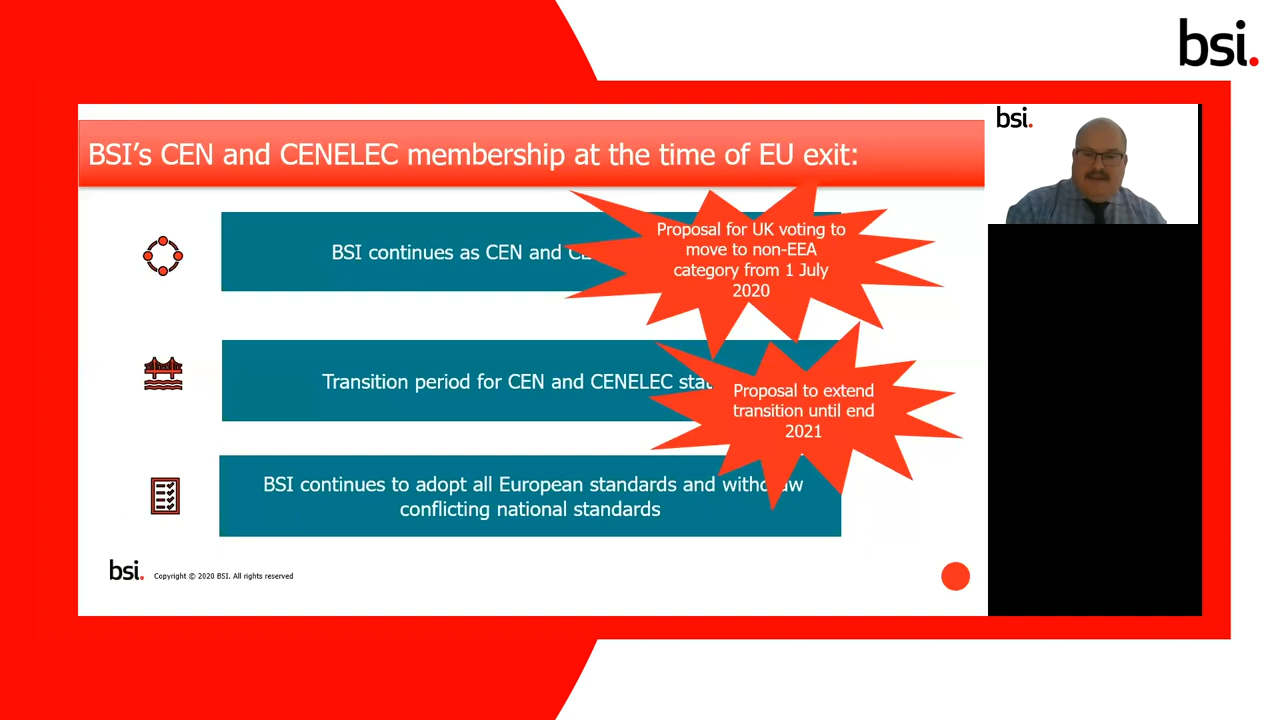 bsi.
bsi.
BSI's CEN and CENELEC membership at the time of EU exit:
BSI continues as CEN and
Proposal for UK voting to
move to non-EEA
category from 1 July
2020
Transition period for CEN and CENELEC
Proposal to extend
transition until end
2021
BSI continues to adopt all European standards and withdraw
conflicting national standards
bsi.
Copyright © 2020 BSI. All rights reserved